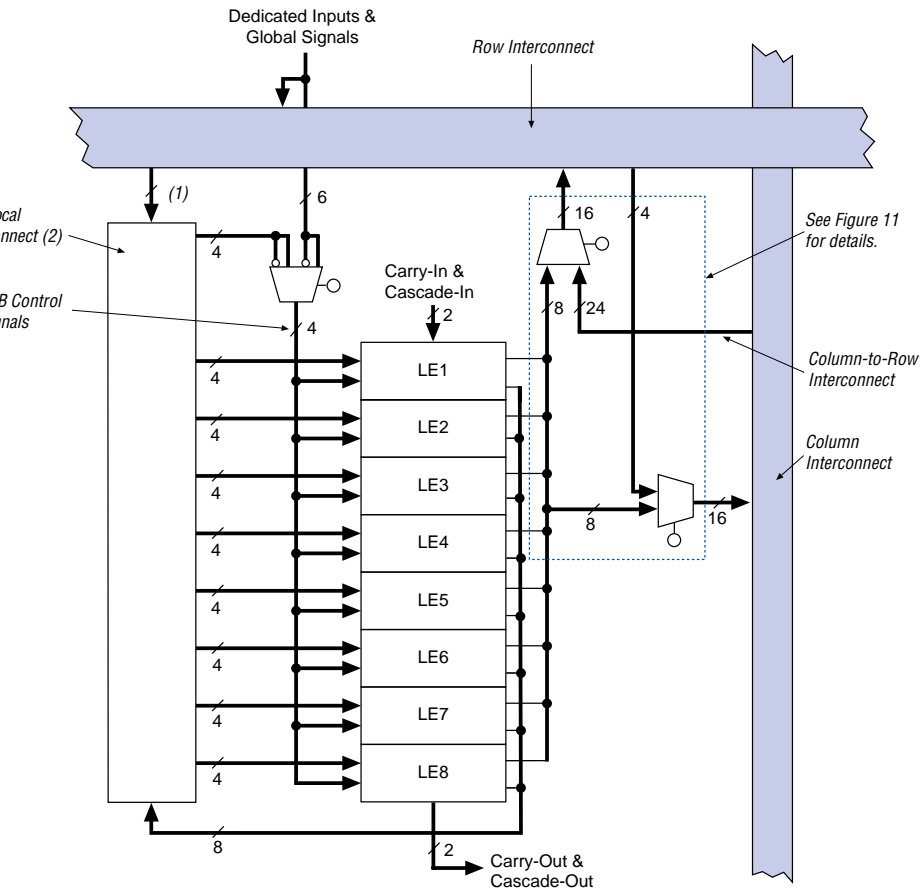 Dedicated Inputs &
Global Signals
Row Interconnect
(1)
6
16
4
See Figure 11
for details.
(2)
4
Carry-In &
Cascade-In
Control
4
2
8
24
LE1
4
Column-to-Row
Interconnect
LE2
4
Column
Interconnect
LE3
4
16
8
LE4
4
LE5
4
LE6
4
LE7
4
LE8
4
8
2
Carry-Out &
Cascade-Out